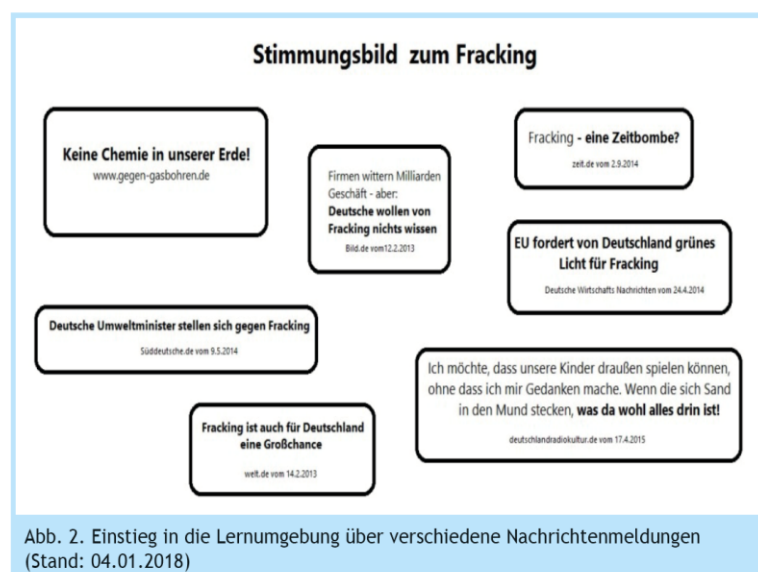 Stimmungsbild zum Fracking
Keine Chemie in unserer Erde!
www.gegen-gasbohren.de
Firmen wittern Milliarden
Geschäft - aber:
Deutsche wollen von
Fracking nichts wissen
Bild.de vom12.2.2013
Fracking - eine Zeitbombe?
zeit.de vom 2.9.2014
EU fordert von Deutschland grünes
Licht für Fracking
Deutsche Wirtschafts Nachrichten vom 24.4.2014
Deutsche Umweltminister stellen sich gegen Fracking
Süddeutsche.de vom 9.5.2014
Ich möchte, dass unsere Kinder draußen spielen können,
ohne dass ich mir Gedanken mache. Wenn die sich Sand
in den Mund stecken, was da wohl alles drin ist!
deutschlandradiokultur.de vom 17.4.2015
Fracking ist auch für Deutschland
eine Großchance
welt.de vom 14.2.2013
Abb. 2. Einstieg in die Lernumgebung über verschiedene Nachrichtenmeldungen
(Stand: 04.01.2018)